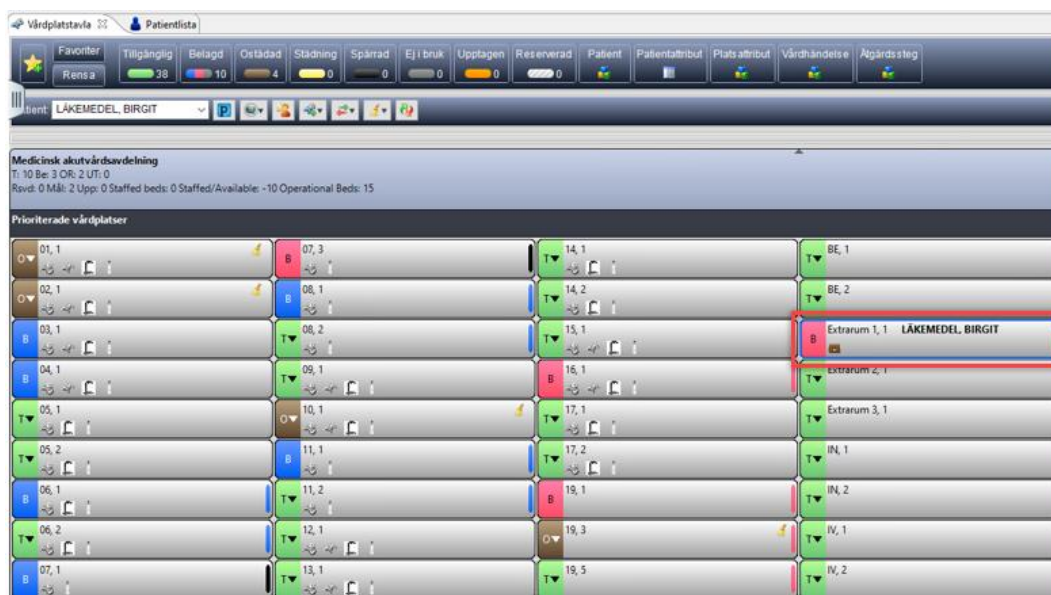 Vårdplatstavla Patientlista
Favoriter Tillgänglig Belagd Ostädad Städning Spärrad Ej i bruk Upptagen Reserverad Patient Patientattribut Platsattribut Vårdhändelse Åtgärdssteg
Rensa 38 10 4 0 0 0 0 0
tient LÄKEMEDEL, BIRGIT P
Medicinsk akutvårdsavdelning
T: 10 Be: 3 OR: 2 UT: 0
Rsvd: 0 Mål: 2 Upp: 0 Staffed beds: 0 Staffed/Available: -10 Operational Beds: 15
Prioriterade vårdplatser
O 01, 1
O 02, 1
B 03, 1
B 04, 1
T 05, 1
T 05, 2
B 06, 1
T 06, 2
B 07, 1
B 07, 3
B 08, 1
T 08, 2
T 09, 1
O 10, 1
B 11, 1
T 11, 2
T 12, 1
T 13, 1
T 14, 1
T 14, 2
T 15, 1
B 16, 1
T 17, 1
T 17, 2
B 19, 1
O 19, 3
T 19, 5
T BE, 1
T BE, 2
B Extrarum 1, 1 LÄKEMEDEL, BIRGIT
T Extrarum 2, 1
T Extrarum 3, 1
T IN, 1
T IN, 2
T IV, 1
T IV, 2